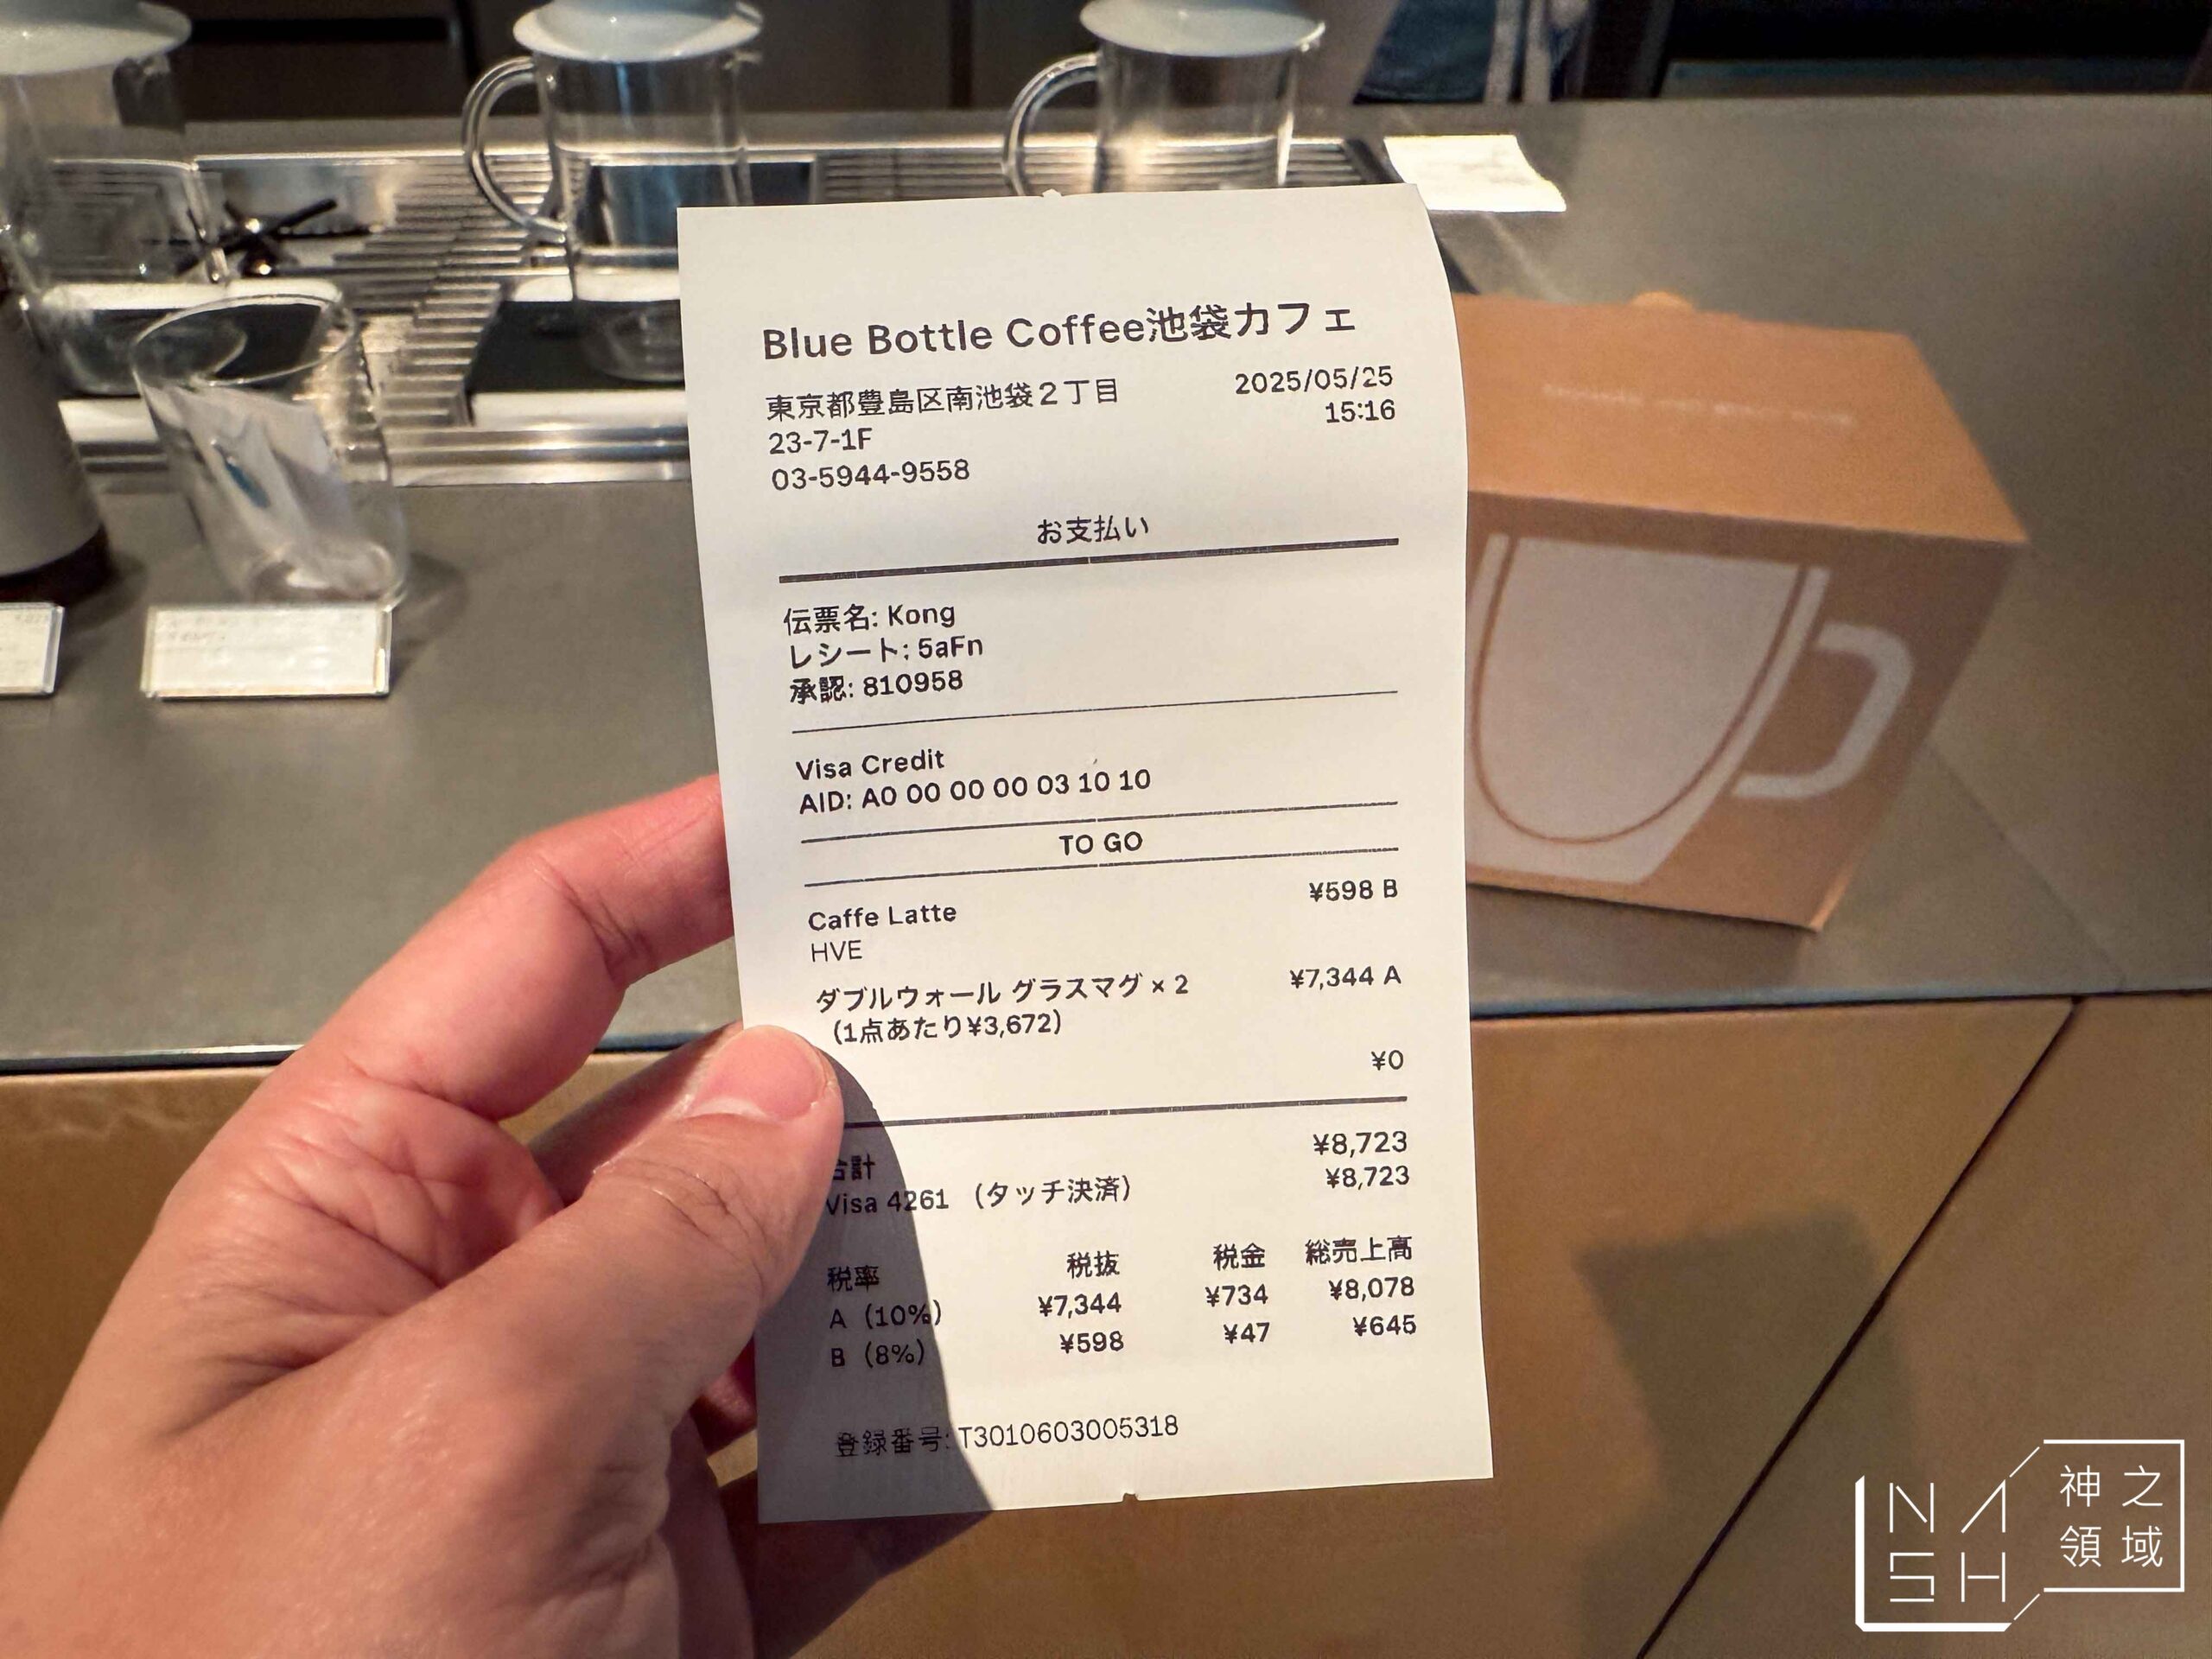 Blue Bottle Coffee池袋カフェ
東京都豊島区南池袋2丁目
23-7-1F
03-5944-9558
2025/05/25
15:16
お支払い
伝票名: Kong
レシート: 5aFn
承認: 810958
Visa Credit
AID: A0 00 00 00 03 10 10
TO GO
Caffe Latte ¥598 B
HVE
ダブルウォール グラスマグ × 2 ¥7,344 A
(1点あたり¥3,672)
¥0
合計 ¥8,723
Visa 4261 (タッチ決済) ¥8,723
税率 税抜 税金 総売上高
A (10%) ¥7,344 ¥734 ¥8,078
B (8%) ¥598 ¥47 ¥645
登録番号: T3010603005318
NASH
神之
領域